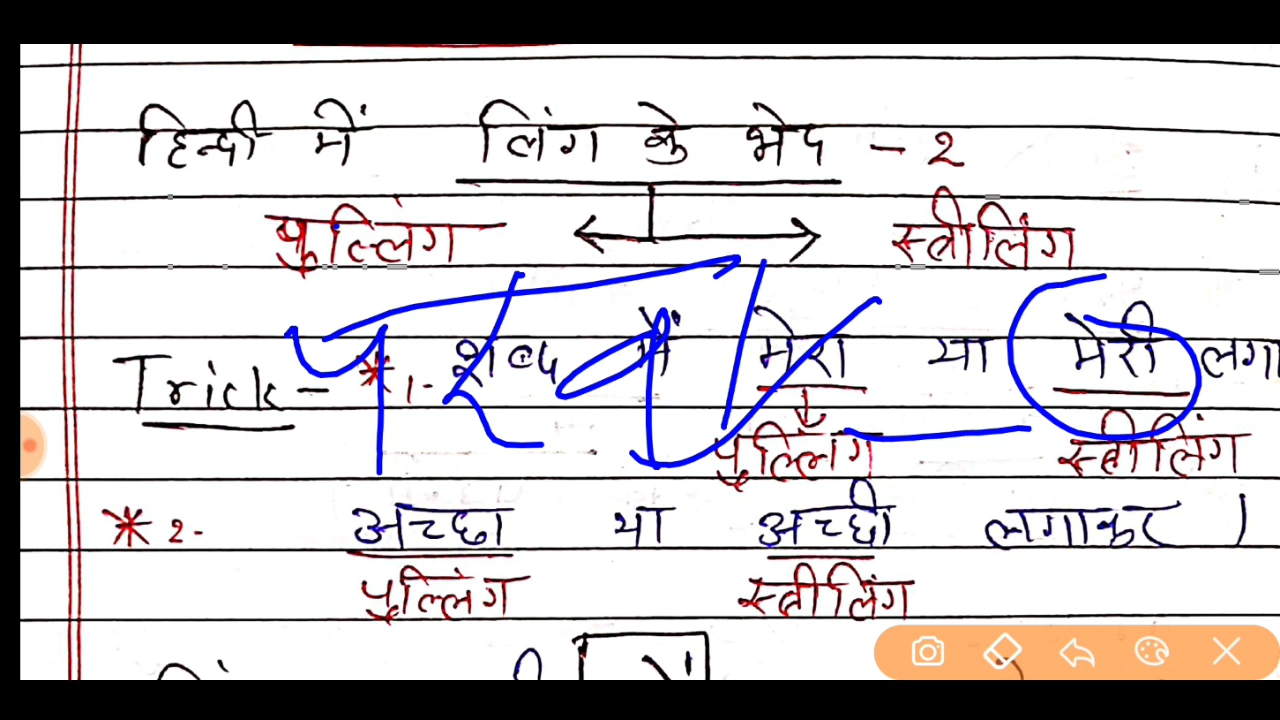 हिन्दी में लिंग के भेद - 2
पुल्लिंग स्त्रीलिंग
Trick - * 1. शब्द में मेरा या मेरी लगा
पुल्लिंग स्त्रीलिंग
* 2. अच्छा या अच्छी लगाकर ।
पुल्लिंग स्त्रीलिंग